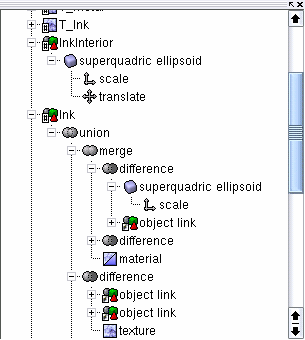 T_Ink
InkInterior
superquadric ellipsoid
scale
translate
Ink
union
merge
difference
superquadric ellipsoid
scale
object link
difference
material
difference
object link
object link
texture